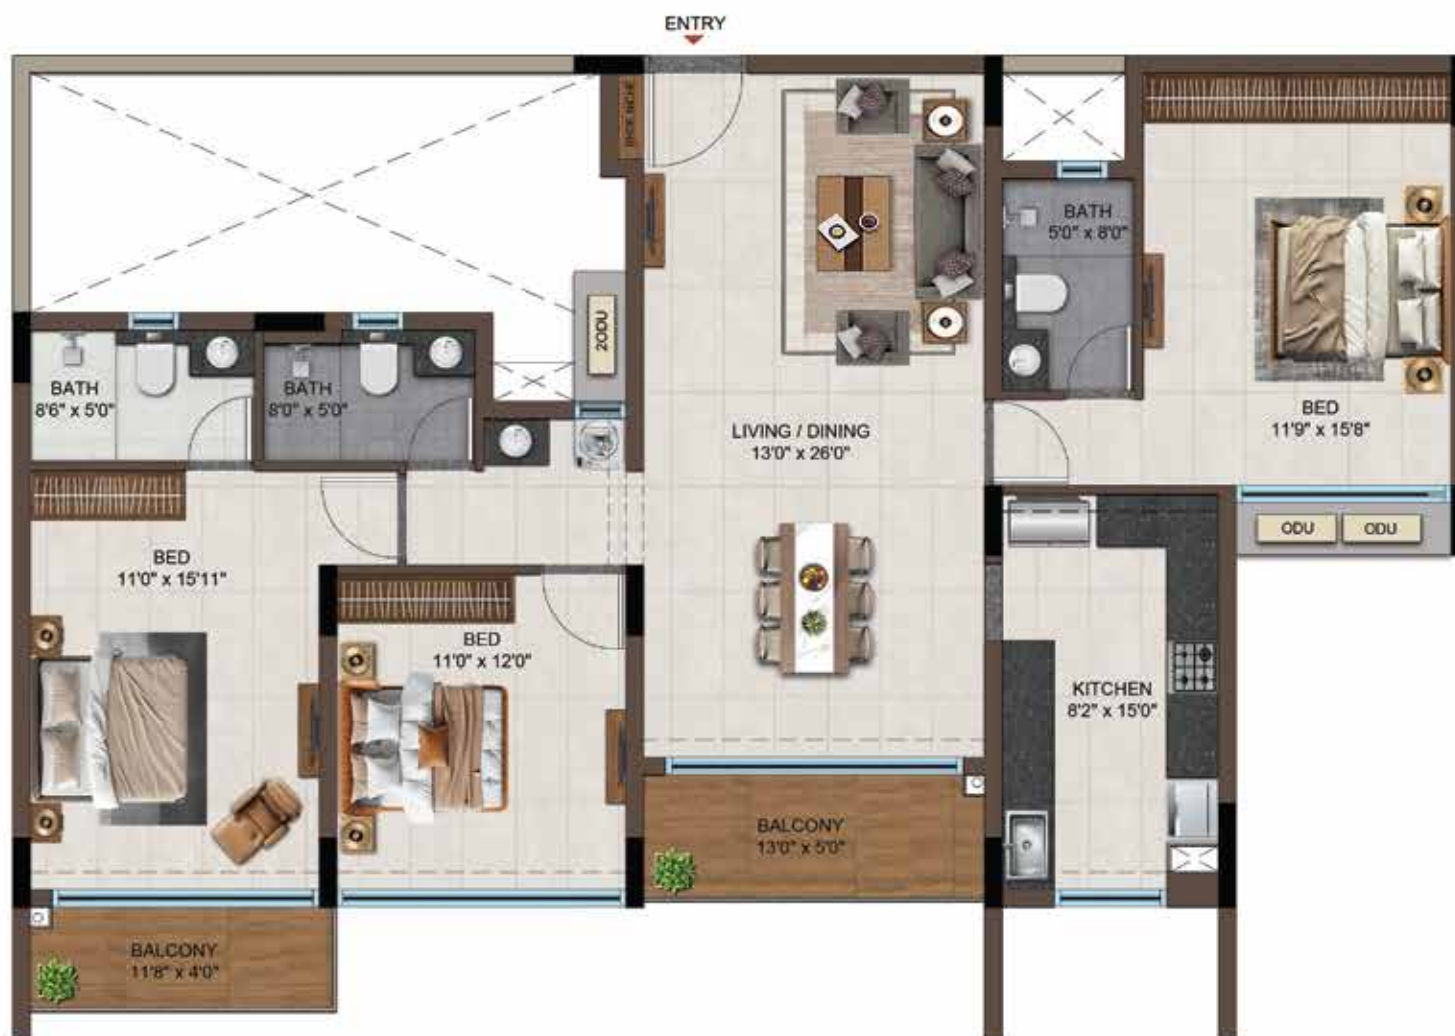 ENTRY
SHOE NICHE
BATH
5'0" x 8'0"
2ODU
BATH
8'6" x 5'0"
BATH
8'0" x 5'0"
LIVING / DINING
13'0" x 26'0"
BED
11'9" x 15'8"
ODU
ODU
BED
11'0" x 15'11"
BED
11'0" x 12'0"
KITCHEN
8'2" x 15'0"
BALCONY
13'0" x 5'0"
BALCONY
11'8" x 4'0"